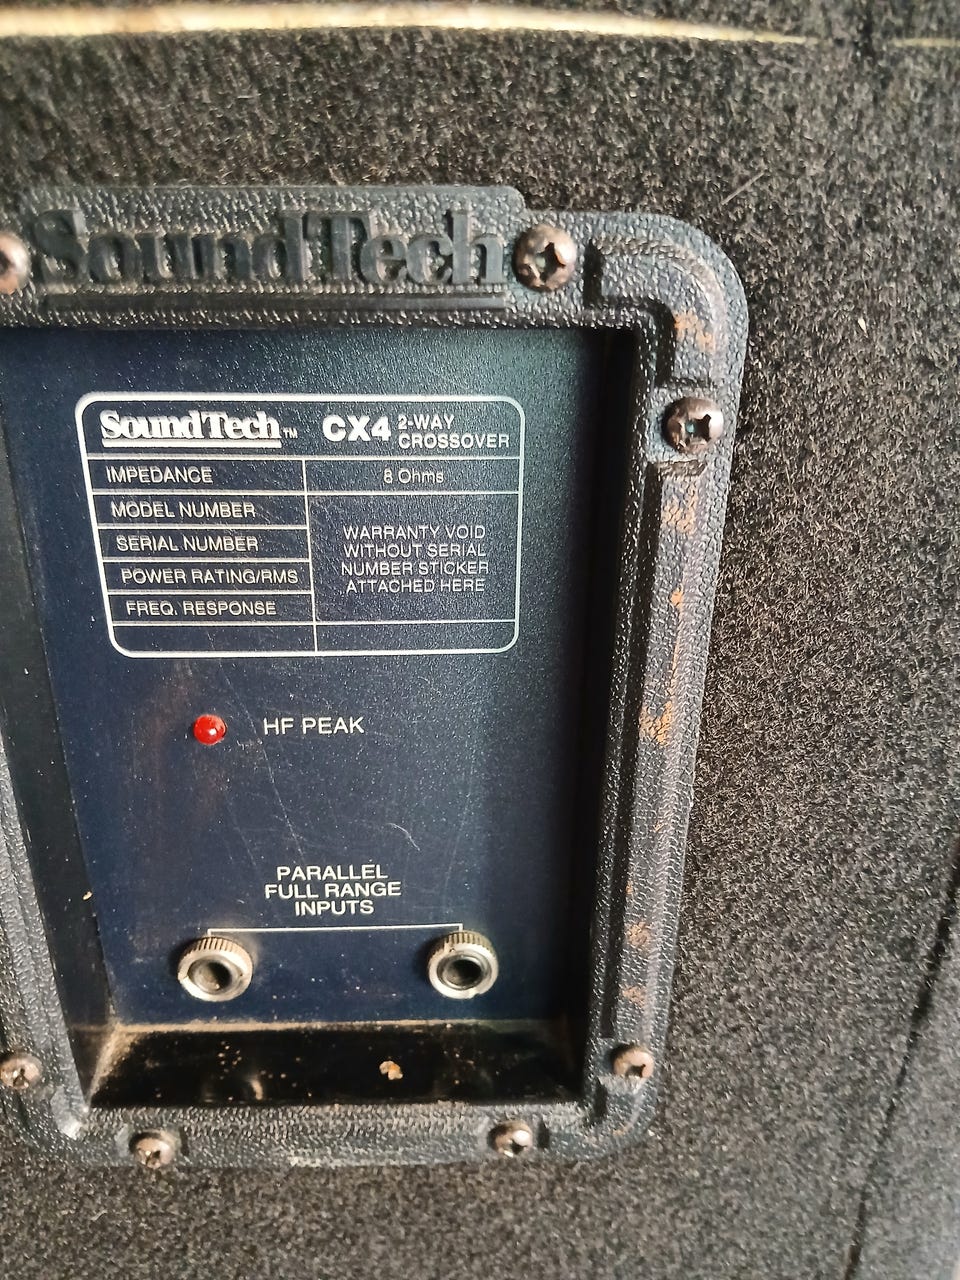 SoundTech
SoundTech™ CX4 2-WAY CROSSOVER
IMPEDANCE 8 Ohms
MODEL NUMBER
SERIAL NUMBER
POWER RATING/RMS
FREQ. RESPONSE
WARRANTY VOID
WITHOUT SERIAL
NUMBER STICKER
ATTACHED HERE
HF PEAK
PARALLEL
FULL RANGE
INPUTS